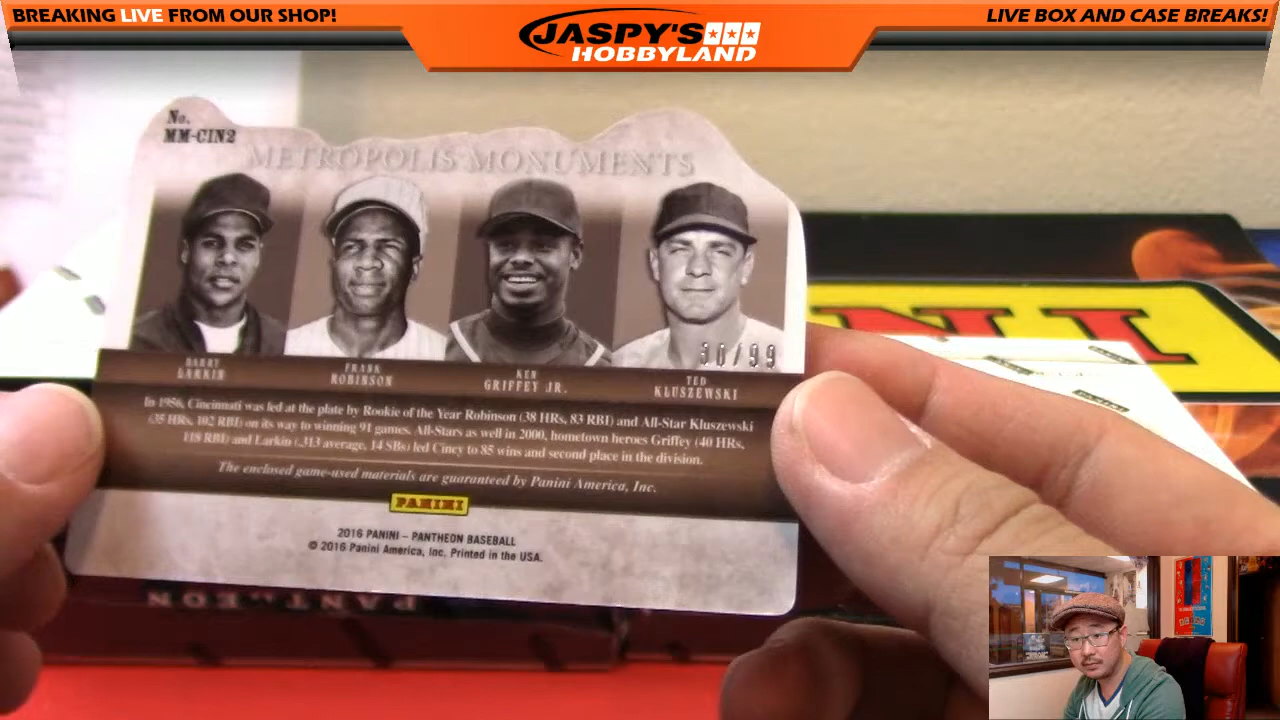 BREAKING LIVE FROM OUR SHOP!
JASPY'S
HOBBYLAND
LIVE BOX AND CASE BREAKS!
No.
MM-CIN2
METROPOLIS MONUMENTS
30/99
BARRY
LARKIN
FRANK
ROBINSON
KEN
GRIFFEY JR.
TED
KLUSZEWSKI
In 1956, Cincinnati was led at the plate by Rookie of the Year Robinson (38 HRs, 83 RBI) and All-Star Kluszewski
(35 HRs, 102 RBI) on its way to winning 91 games. All-Stars as well in 2000, hometown heroes Griffey (40 HRs,
118 RBI) and Larkin (.313 average, 14 SBs) led Cincy to 85 wins and second place in the division.
The enclosed game-used materials are guaranteed by Panini America, Inc.
PANINI
2016 PANINI – PANTHEON BASEBALL
© 2016 Panini America, Inc. Printed in the USA.